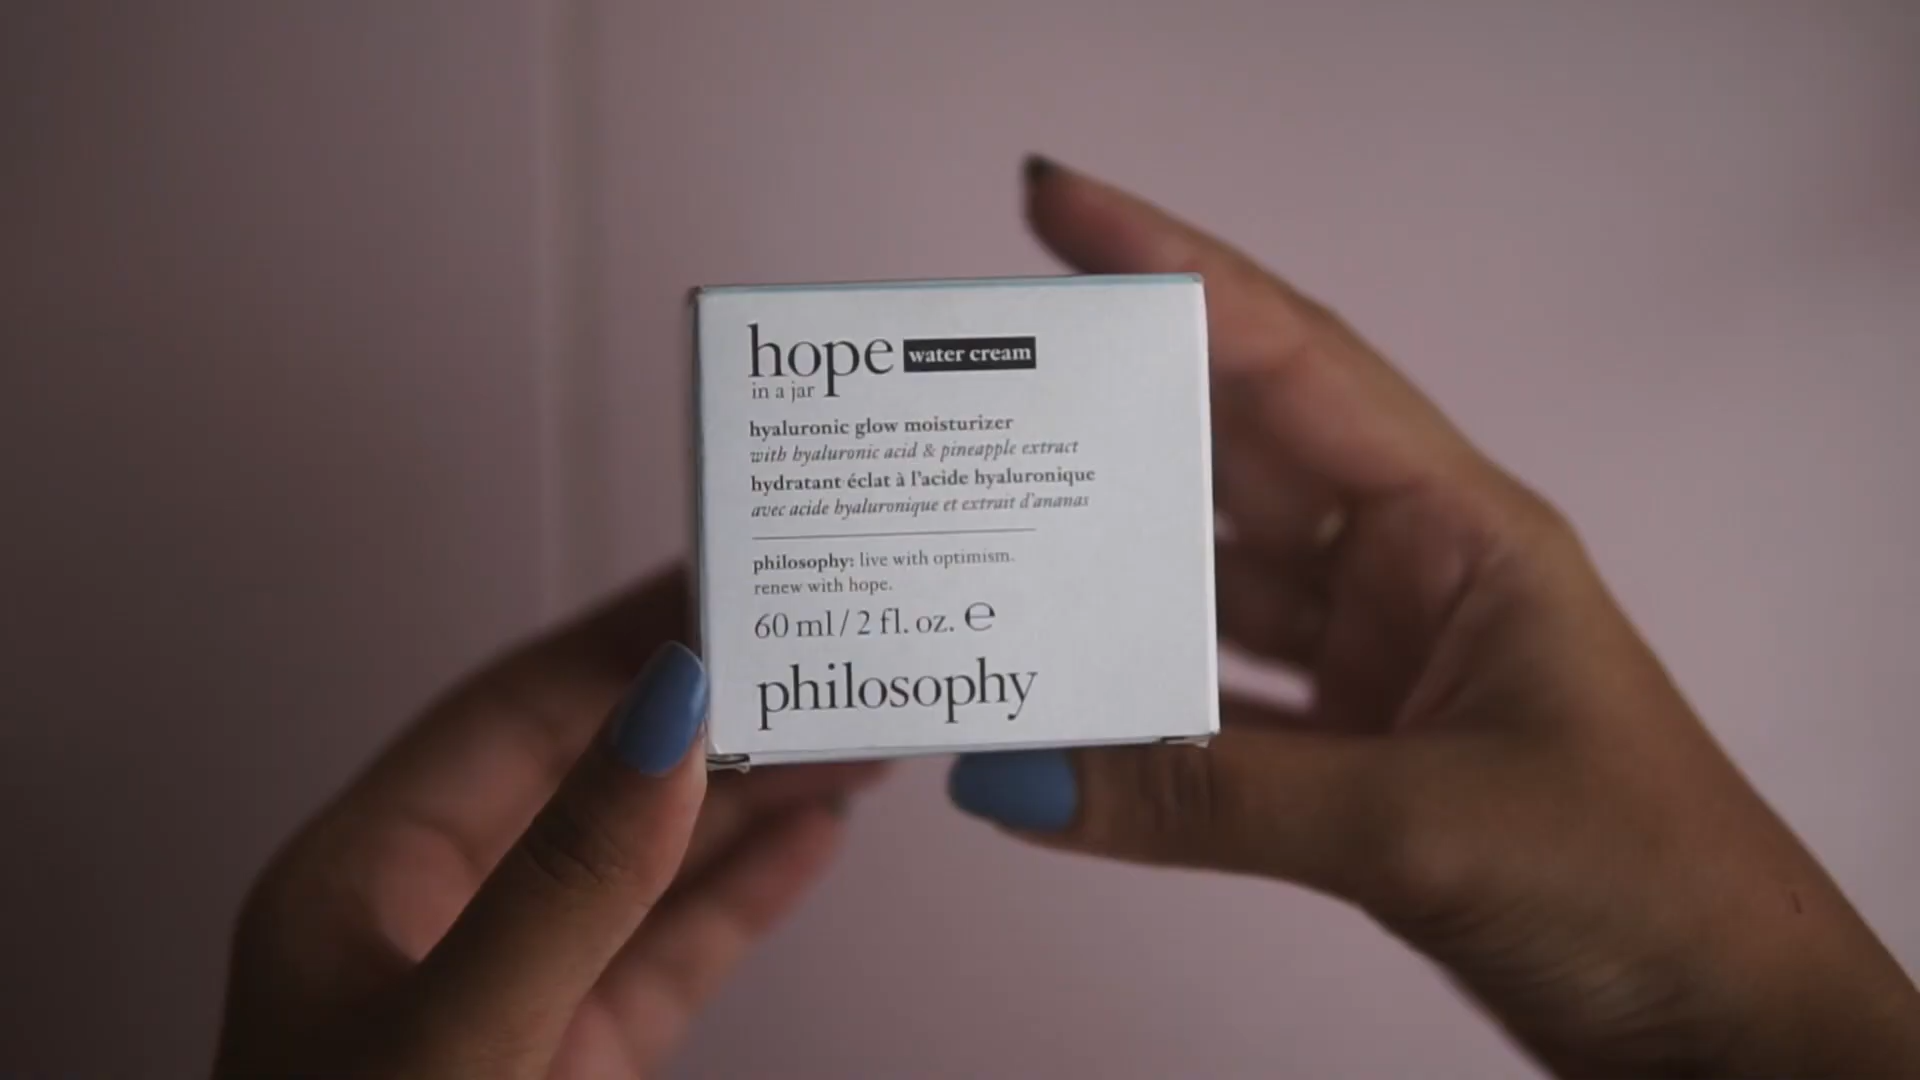 hope water cream
in a jar
hyaluronic glow moisturizer
with hyaluronic acid & pineapple extract
hydratant éclat à l'acide hyaluronique
avec acide hyaluronique et extrait d'ananas
philosophy: live with optimism.
renew with hope.
60 ml / 2 fl. oz. ℮
philosophy